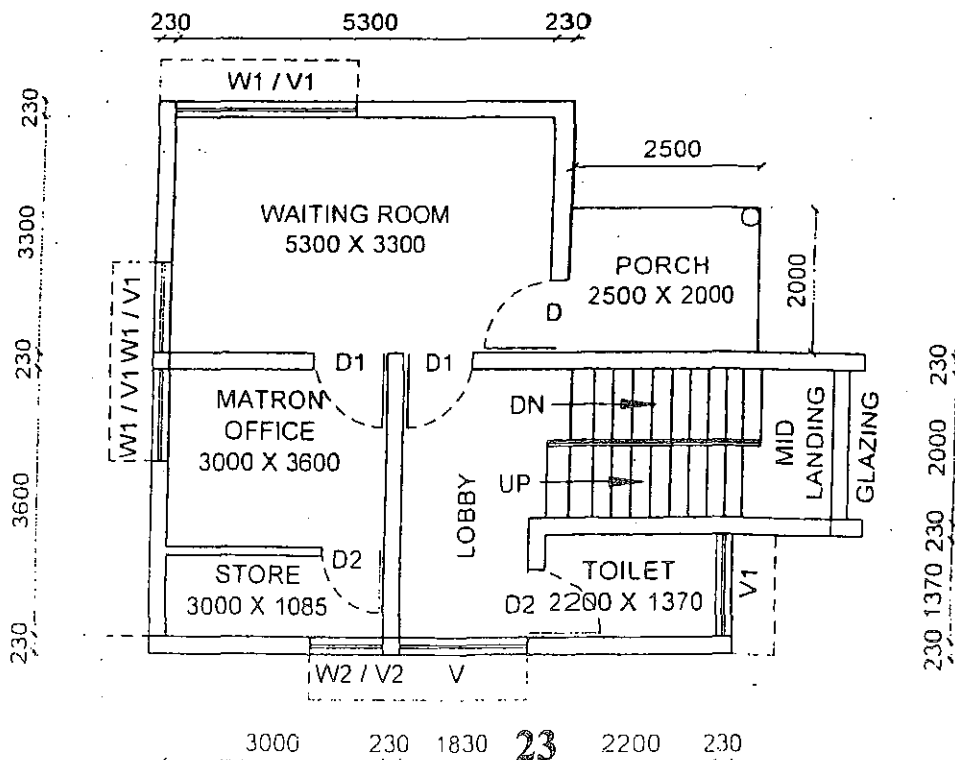 230 5300 230
W1 / V1
230
2500
WAITING ROOM
5300 X 3300
3300
PORCH
2500 X 2000
2000
W1 / V1 W1 / V1
D
230
D1 D1
230
MATRON
OFFICE
3000 X 3600
DN
MID
LANDING
GLAZING
2000
3600
UP
LOBBY
230
D2
STORE
3000 X 1085
TOILET
2200 X 1370
D2
V1
1370
230
230
W2 / V2 V
3000 230 1830 23 2200 230